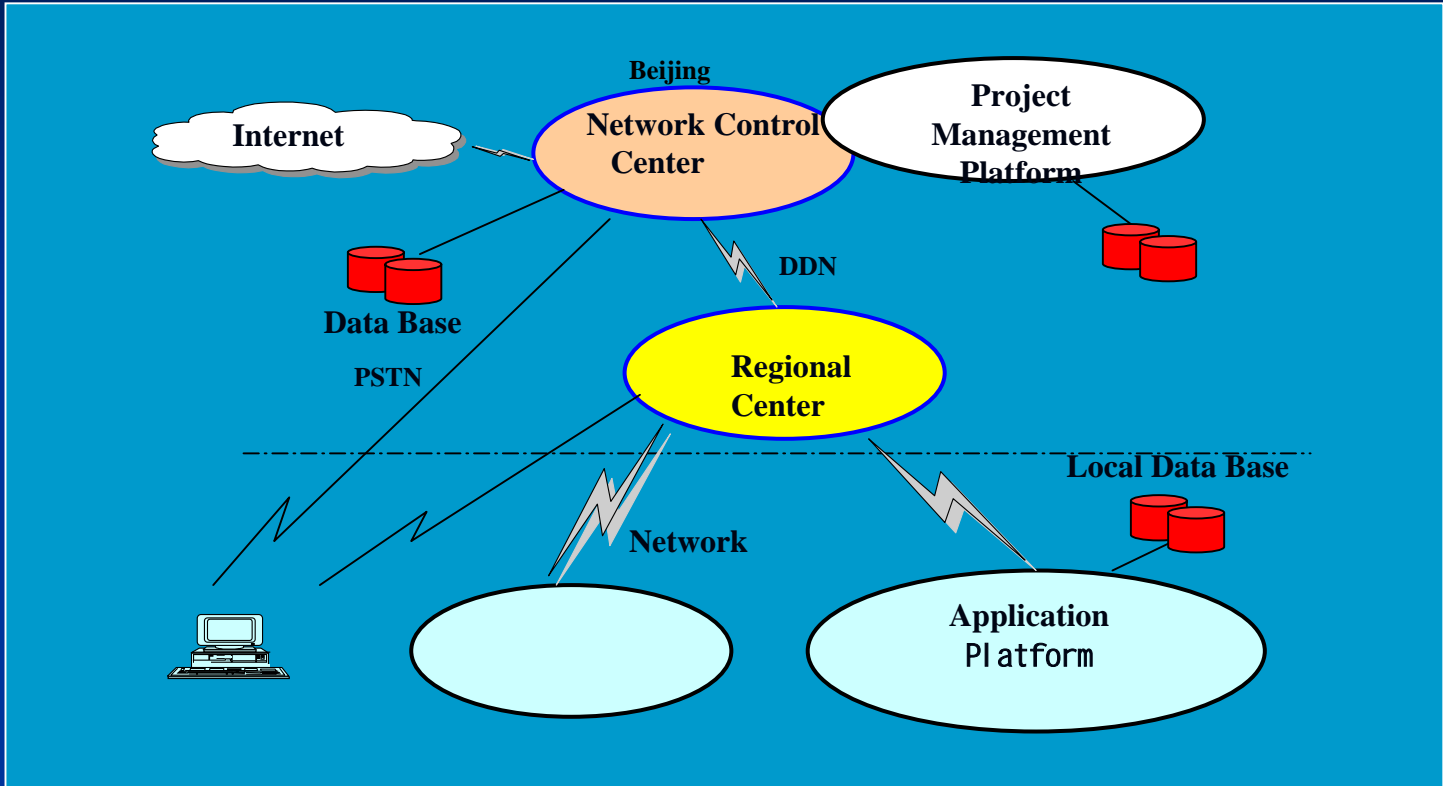 Beijing
Internet
Network Control
Center
Project
Management
Platform
DDN
Data Base
PSTN
Regional
Center
Local Data Base
Network
Application
Platform